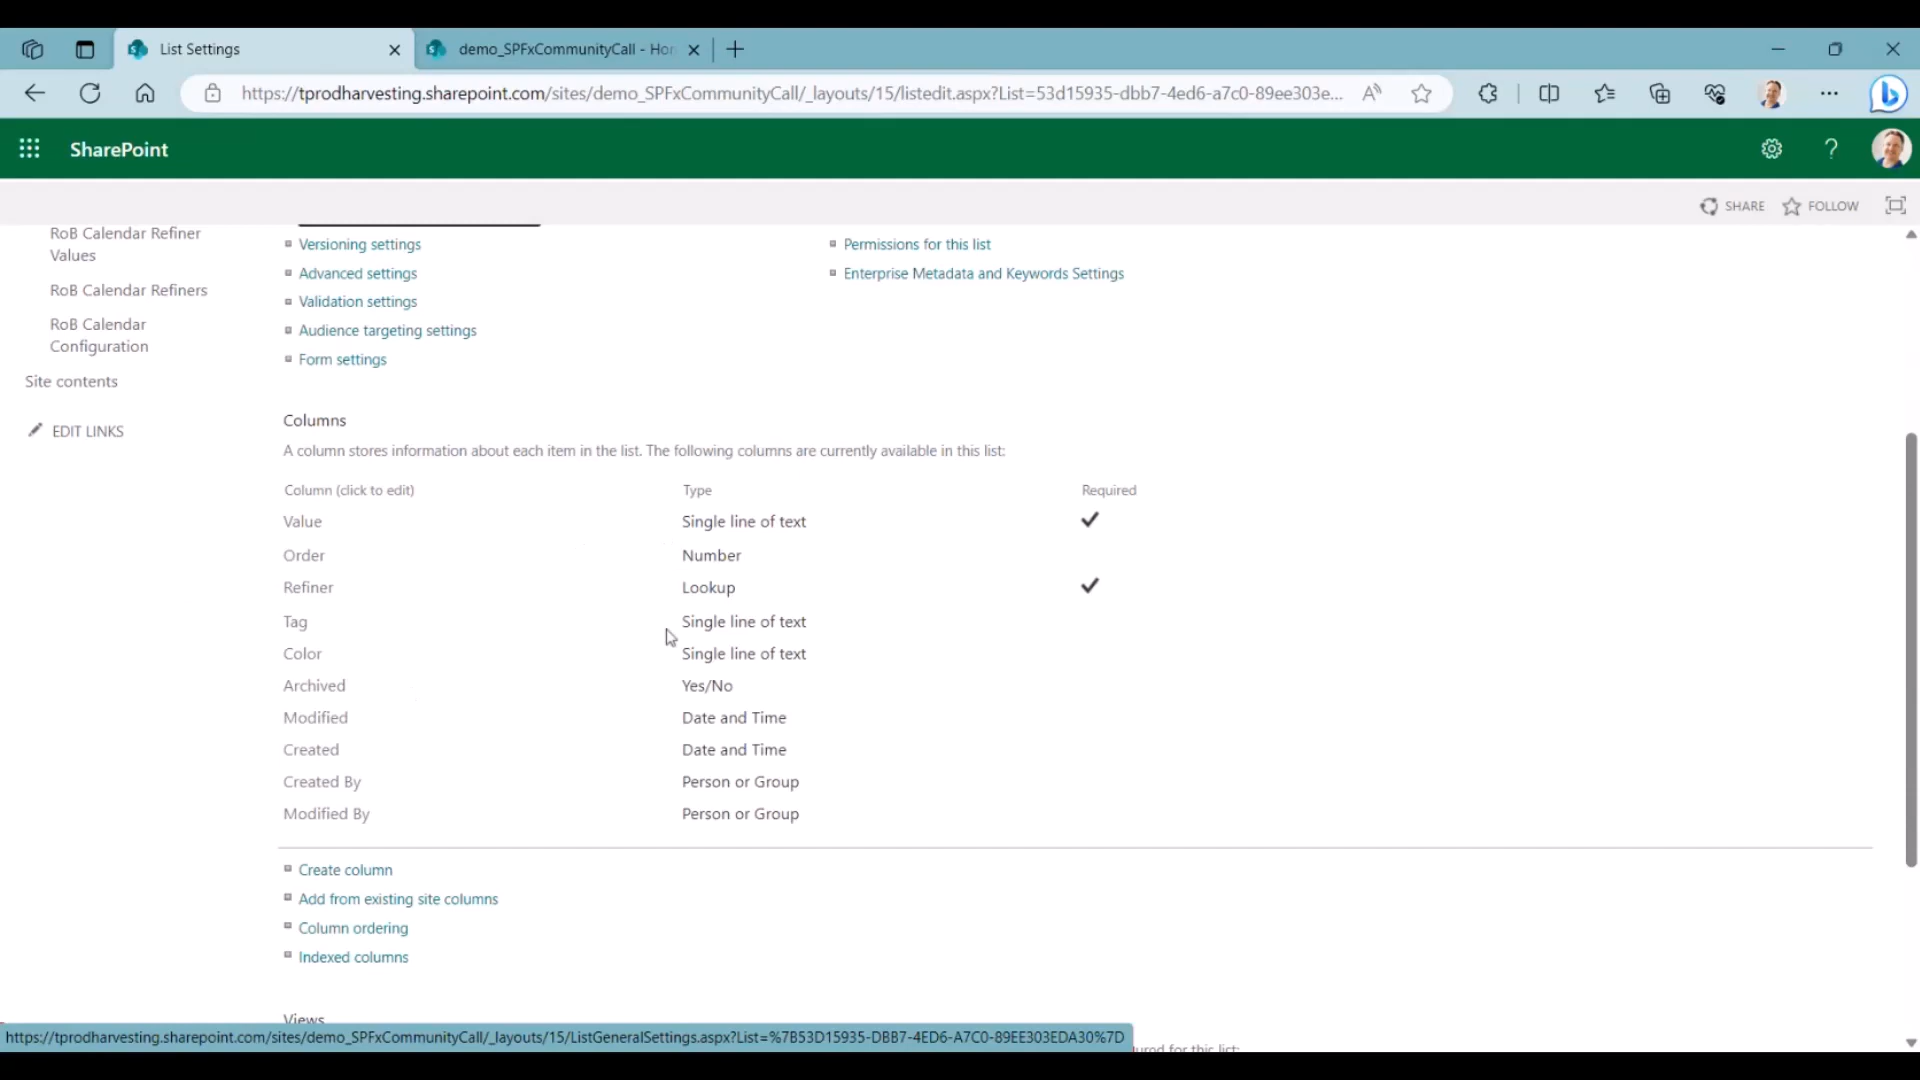 List Settings
demo_SPFxCommunityCall - Hor
https://tprodharvesting.sharepoint.com/sites/demo_SPFxCommunityCall/_layouts/15/listedit.aspx?List=53d15935-dbb7-4ed6-a7c0-89ee303e...
SharePoint
SHARE
FOLLOW
RoB Calendar Refiner
Values
RoB Calendar Refiners
RoB Calendar
Configuration
Site contents
EDIT LINKS
Versioning settings
Permissions for this list
Advanced settings
Enterprise Metadata and Keywords Settings
Validation settings
Audience targeting settings
Form settings
Columns
A column stores information about each item in the list. The following columns are currently available in this list:
Column (click to edit) Type Required
Value Single line of text
Order Number
Refiner Lookup
Tag Single line of text
Color Single line of text
Archived Yes/No
Modified Date and Time
Created Date and Time
Created By Person or Group
Modified By Person or Group
Create column
Add from existing site columns
Column ordering
Indexed columns
Views
https://tprodharvesting.sharepoint.com/sites/demo_SPFxCommunityCall/_layouts/15/ListGeneralSettings.aspx?List=%7B53D15935-DBB7-4ED6-A7C0-89EE303EDA30%7D
for this list: